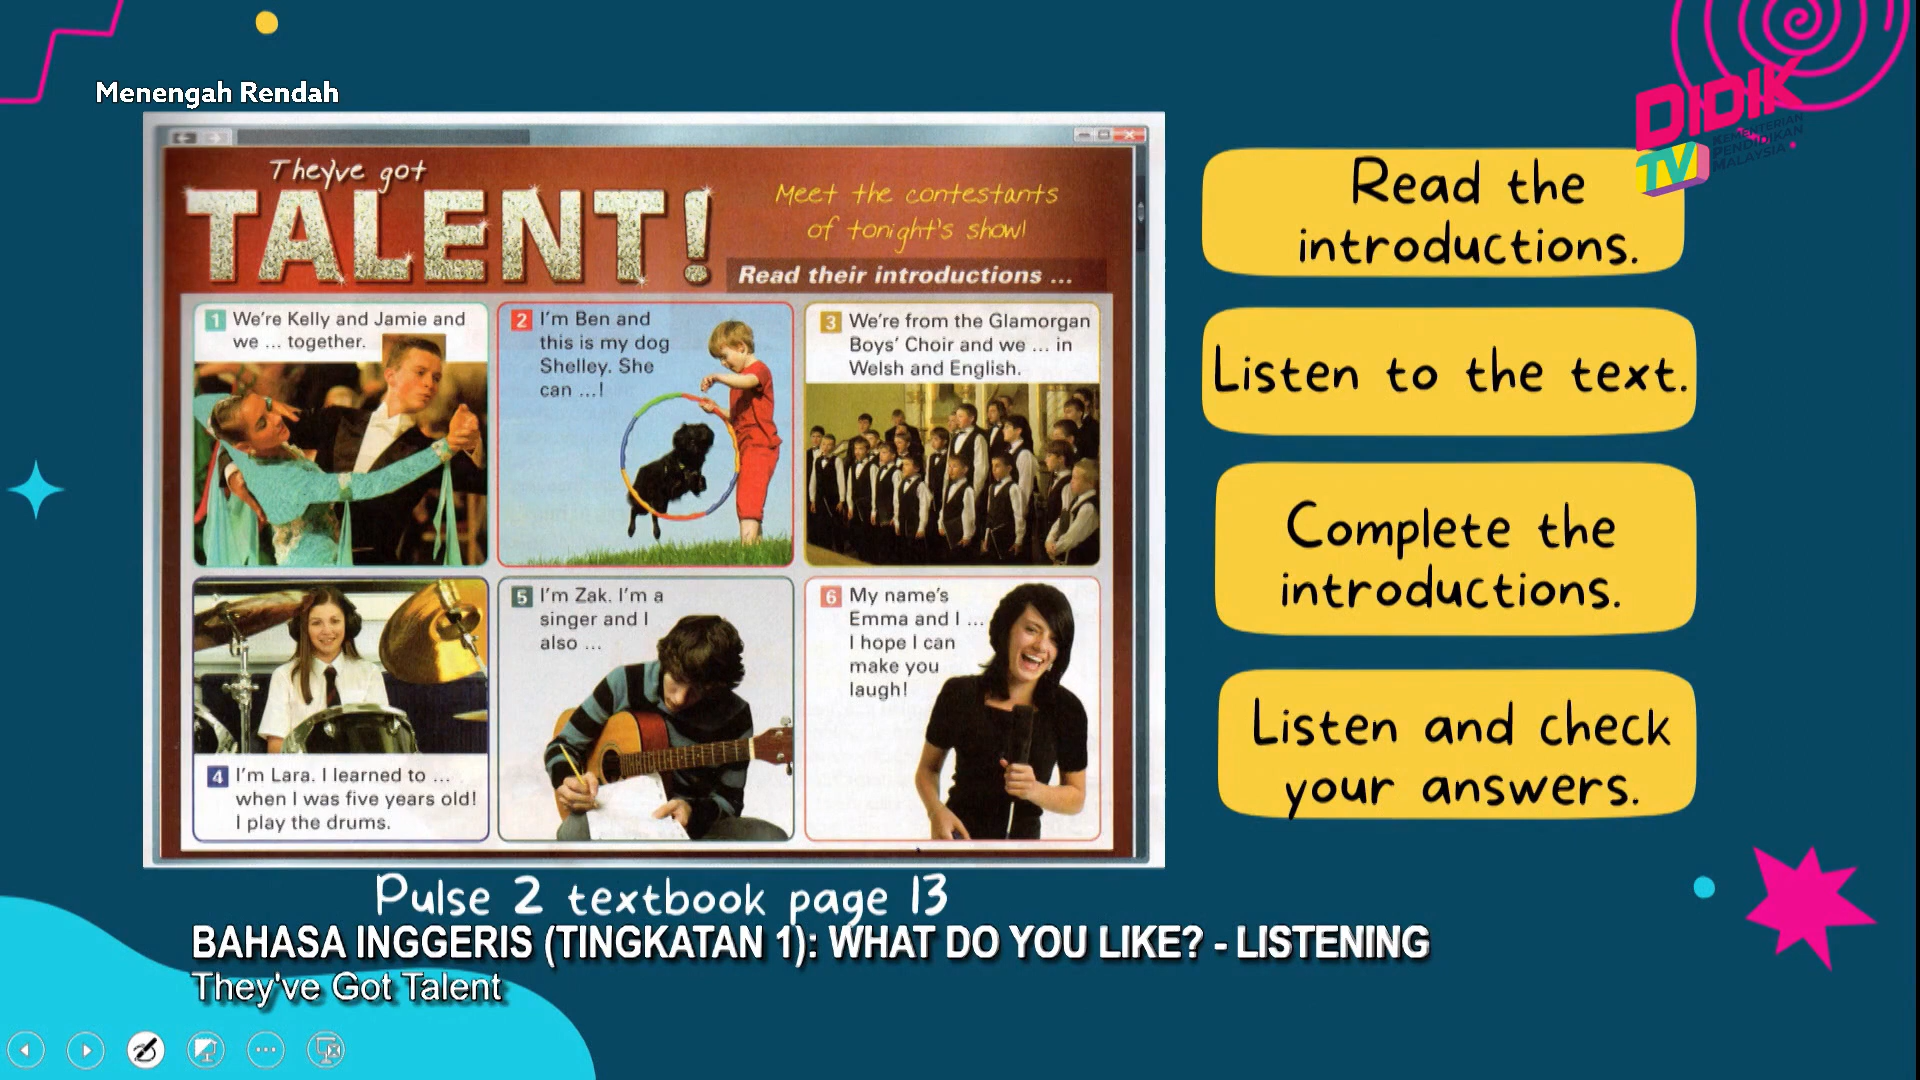 Menengah Rendah
DIDIK
TV
KEMENTERIAN
PENDIDIKAN
MALAYSIA
They've got
TALENT!
Meet the contestants
of tonight's show!
Read their introductions ...
1 We're Kelly and Jamie and
we ... together.
2 I'm Ben and
this is my dog
Shelley. She
can ...!
3 We're from the Glamorgan
Boys' Choir and we ... in
Welsh and English.
4 I'm Lara. I learned to ...
when I was five years old!
I play the drums.
5 I'm Zak. I'm a
singer and I
also ...
6 My name's
Emma and I ...
I hope I can
make you
laugh!
Read the
introductions.
Listen to the text.
Complete the
introductions.
Listen and check
your answers.
Pulse 2 textbook page 13
BAHASA INGGERIS (TINGKATAN 1): WHAT DO YOU LIKE? - LISTENING
They've Got Talent